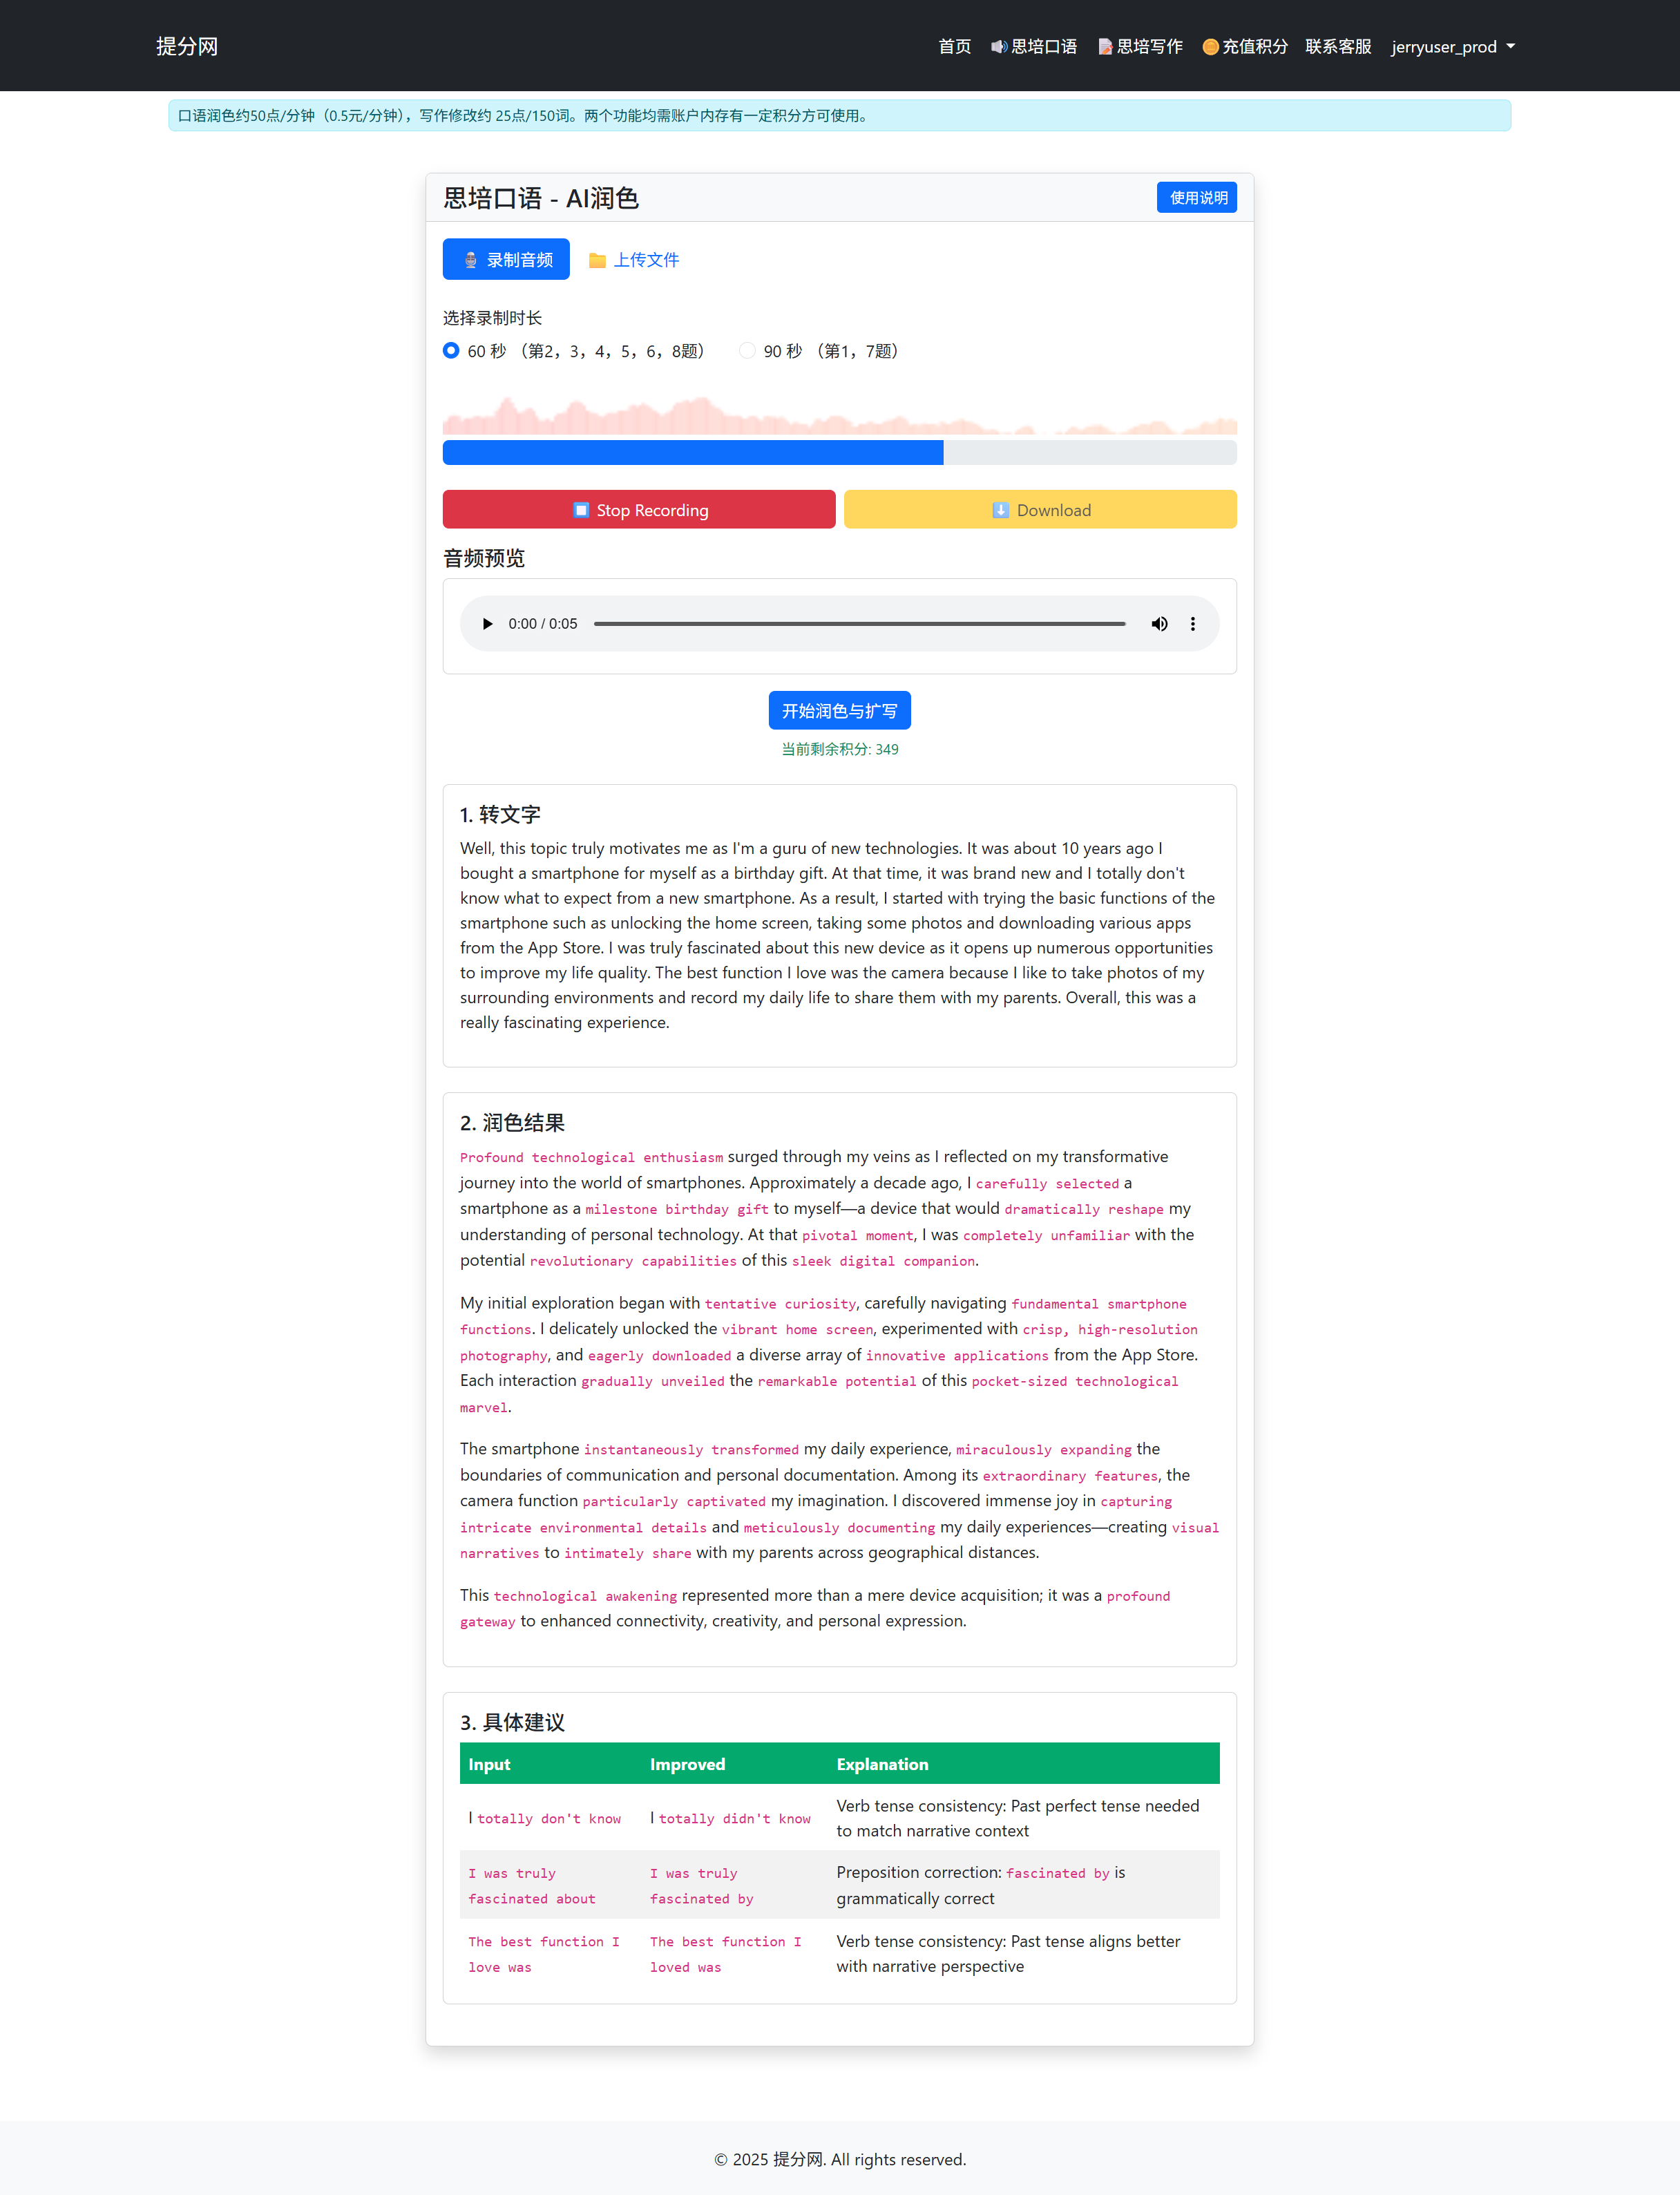 提分网
首页 思培口语 思培写作 充值积分 联系客服 jerryuser_prod
口语润色约50点/分钟（0.5元/分钟），写作修改约 25点/150词。两个功能均需账户内存有一定积分方可使用。
思培口语 - AI润色
使用说明
录制音频 上传文件
选择录制时长
60 秒 （第2，3，4，5，6，8题） 90 秒 （第1，7题）
Stop Recording Download
音频预览
0:00 / 0:05
开始润色与扩写
当前剩余积分: 349
1. 转文字
Well, this topic truly motivates me as I'm a guru of new technologies. It was about 10 years ago I
bought a smartphone for myself as a birthday gift. At that time, it was brand new and I totally don't
know what to expect from a new smartphone. As a result, I started with trying the basic functions of the
smartphone such as unlocking the home screen, taking some photos and downloading various apps
from the App Store. I was truly fascinated about this new device as it opens up numerous opportunities
to improve my life quality. The best function I love was the camera because I like to take photos of my
surrounding environments and record my daily life to share them with my parents. Overall, this was a
really fascinating experience.
2. 润色结果
Profound technological enthusiasm surged through my veins as I reflected on my transformative
journey into the world of smartphones. Approximately a decade ago, I carefully selected a
smartphone as a milestone birthday gift to myself—a device that would dramatically reshape my
understanding of personal technology. At that pivotal moment, I was completely unfamiliar with the
potential revolutionary capabilities of this sleek digital companion.
My initial exploration began with tentative curiosity, carefully navigating fundamental smartphone
functions. I delicately unlocked the vibrant home screen, experimented with crisp, high-resolution
photography, and eagerly downloaded a diverse array of innovative applications from the App Store.
Each interaction gradually unveiled the remarkable potential of this pocket-sized technological
marvel.
The smartphone instantaneously transformed my daily experience, miraculously expanding the
boundaries of communication and personal documentation. Among its extraordinary features, the
camera function particularly captivated my imagination. I discovered immense joy in capturing
intricate environmental details and meticulously documenting my daily experiences—creating visual
narratives to intimately share with my parents across geographical distances.
This technological awakening represented more than a mere device acquisition; it was a profound
gateway to enhanced connectivity, creativity, and personal expression.
3. 具体建议
Input Improved Explanation
I totally don't know I totally didn't know Verb tense consistency: Past perfect tense needed
to match narrative context
I was truly I was truly Preposition correction: fascinated by is
fascinated about fascinated by grammatically correct
The best function I The best function I Verb tense consistency: Past tense aligns better
love was loved was with narrative perspective
© 2025 提分网. All rights reserved.